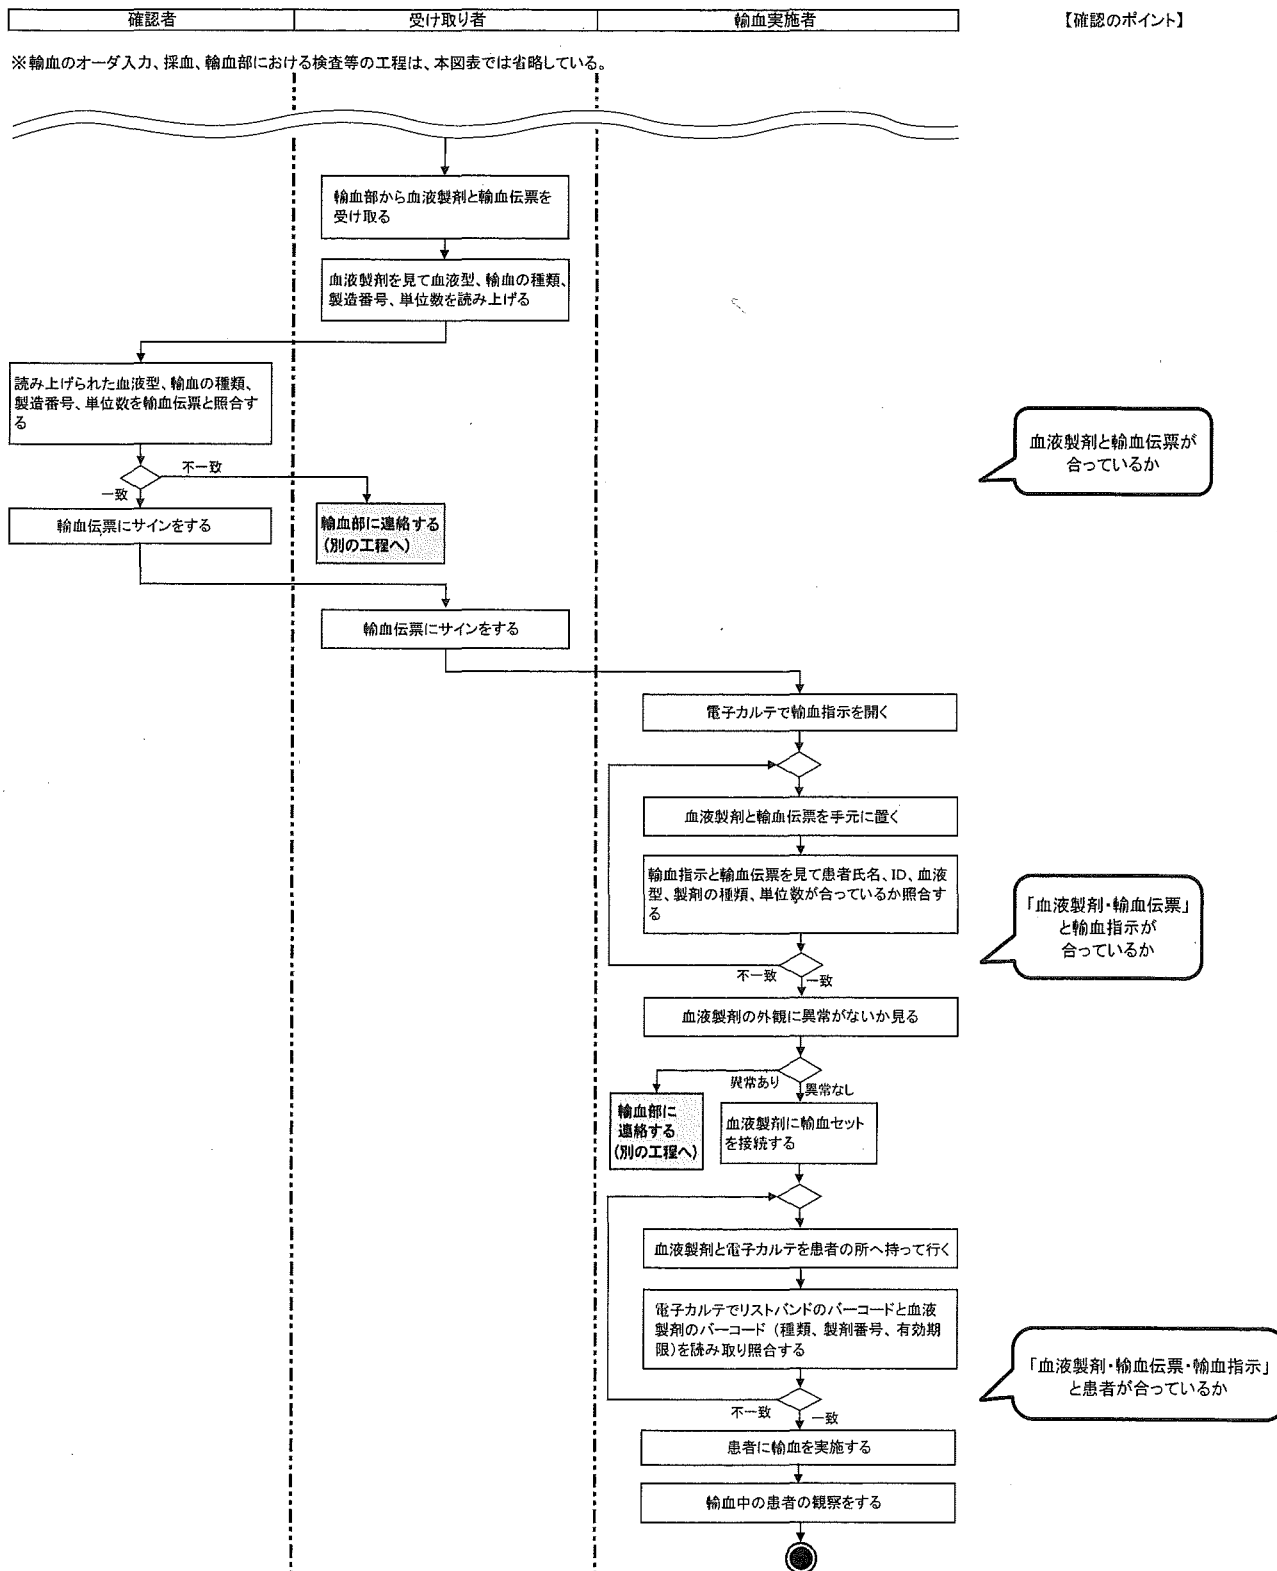 確認者
受け取り者
輸血実施者
【確認のポイント】
※輸血のオーダ入力、採血、輸血部における検査等の工程は、本図表では省略している。
輸血部から血液製剤と輸血伝票を
受け取る
血液製剤を見て血液型、輸血の種類、
製造番号、単位数を読み上げる
読み上げられた血液型、輸血の種類、
製造番号、単位数を輸血伝票と照合す
る
血液製剤と輸血伝票が
合っているか
不一致
一致
輸血伝票にサインをする
輸血部に連絡する
(別の工程へ)
輸血伝票にサインをする
電子カルテで輸血指示を開く
血液製剤と輸血伝票を手元に置く
輸血指示と輸血伝票を見て患者氏名、ID、血液
型、製剤の種類、単位数が合っているか照合す
る
「血液製剤・輸血伝票」
と輸血指示が
合っているか
不一致
一致
血液製剤の外観に異常がないか見る
異常あり
異常なし
輸血部に
連絡する
(別の工程へ)
血液製剤に輸血セット
を接続する
血液製剤と電子カルテを患者の所へ持って行く
電子カルテでリストバンドのバーコードと血液
製剤のバーコード(種類、製剤番号、有効期
限)を読み取り照合する
「血液製剤・輸血伝票・輸血指示」
と患者が合っているか
不一致
一致
患者に輸血を実施する
輸血中の患者の観察をする